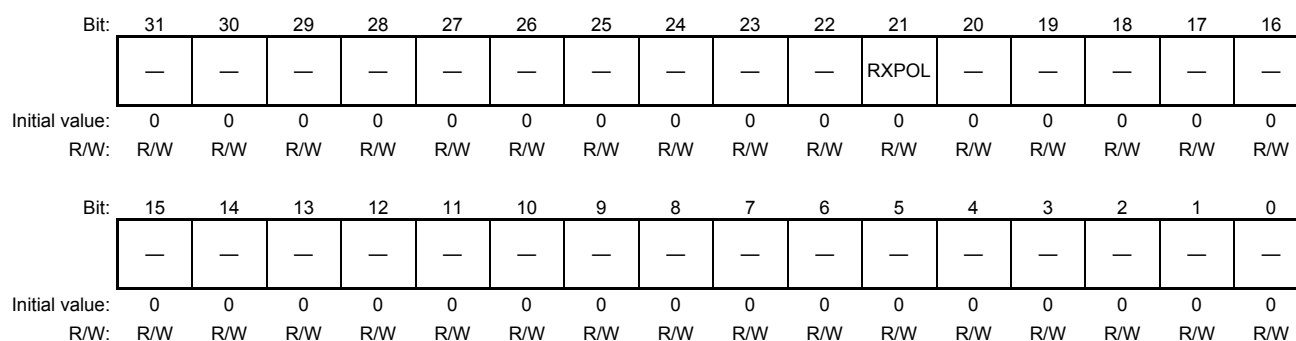 Bit: 31 30 29 28 27 26 25 24 23 22 21 20 19 18 17 16
— — — — — — — — — — RXPOL — — — — —
Initial value: 0 0 0 0 0 0 0 0 0 0 0 0 0 0 0 0
R/W: R/W R/W R/W R/W R/W R/W R/W R/W R/W R/W R/W R/W R/W R/W R/W R/W
Bit: 15 14 13 12 11 10 9 8 7 6 5 4 3 2 1 0
— — — — — — — — — — — — — — — —
Initial value: 0 0 0 0 0 0 0 0 0 0 0 0 0 0 0 0
R/W: R/W R/W R/W R/W R/W R/W R/W R/W R/W R/W R/W R/W R/W R/W R/W R/W